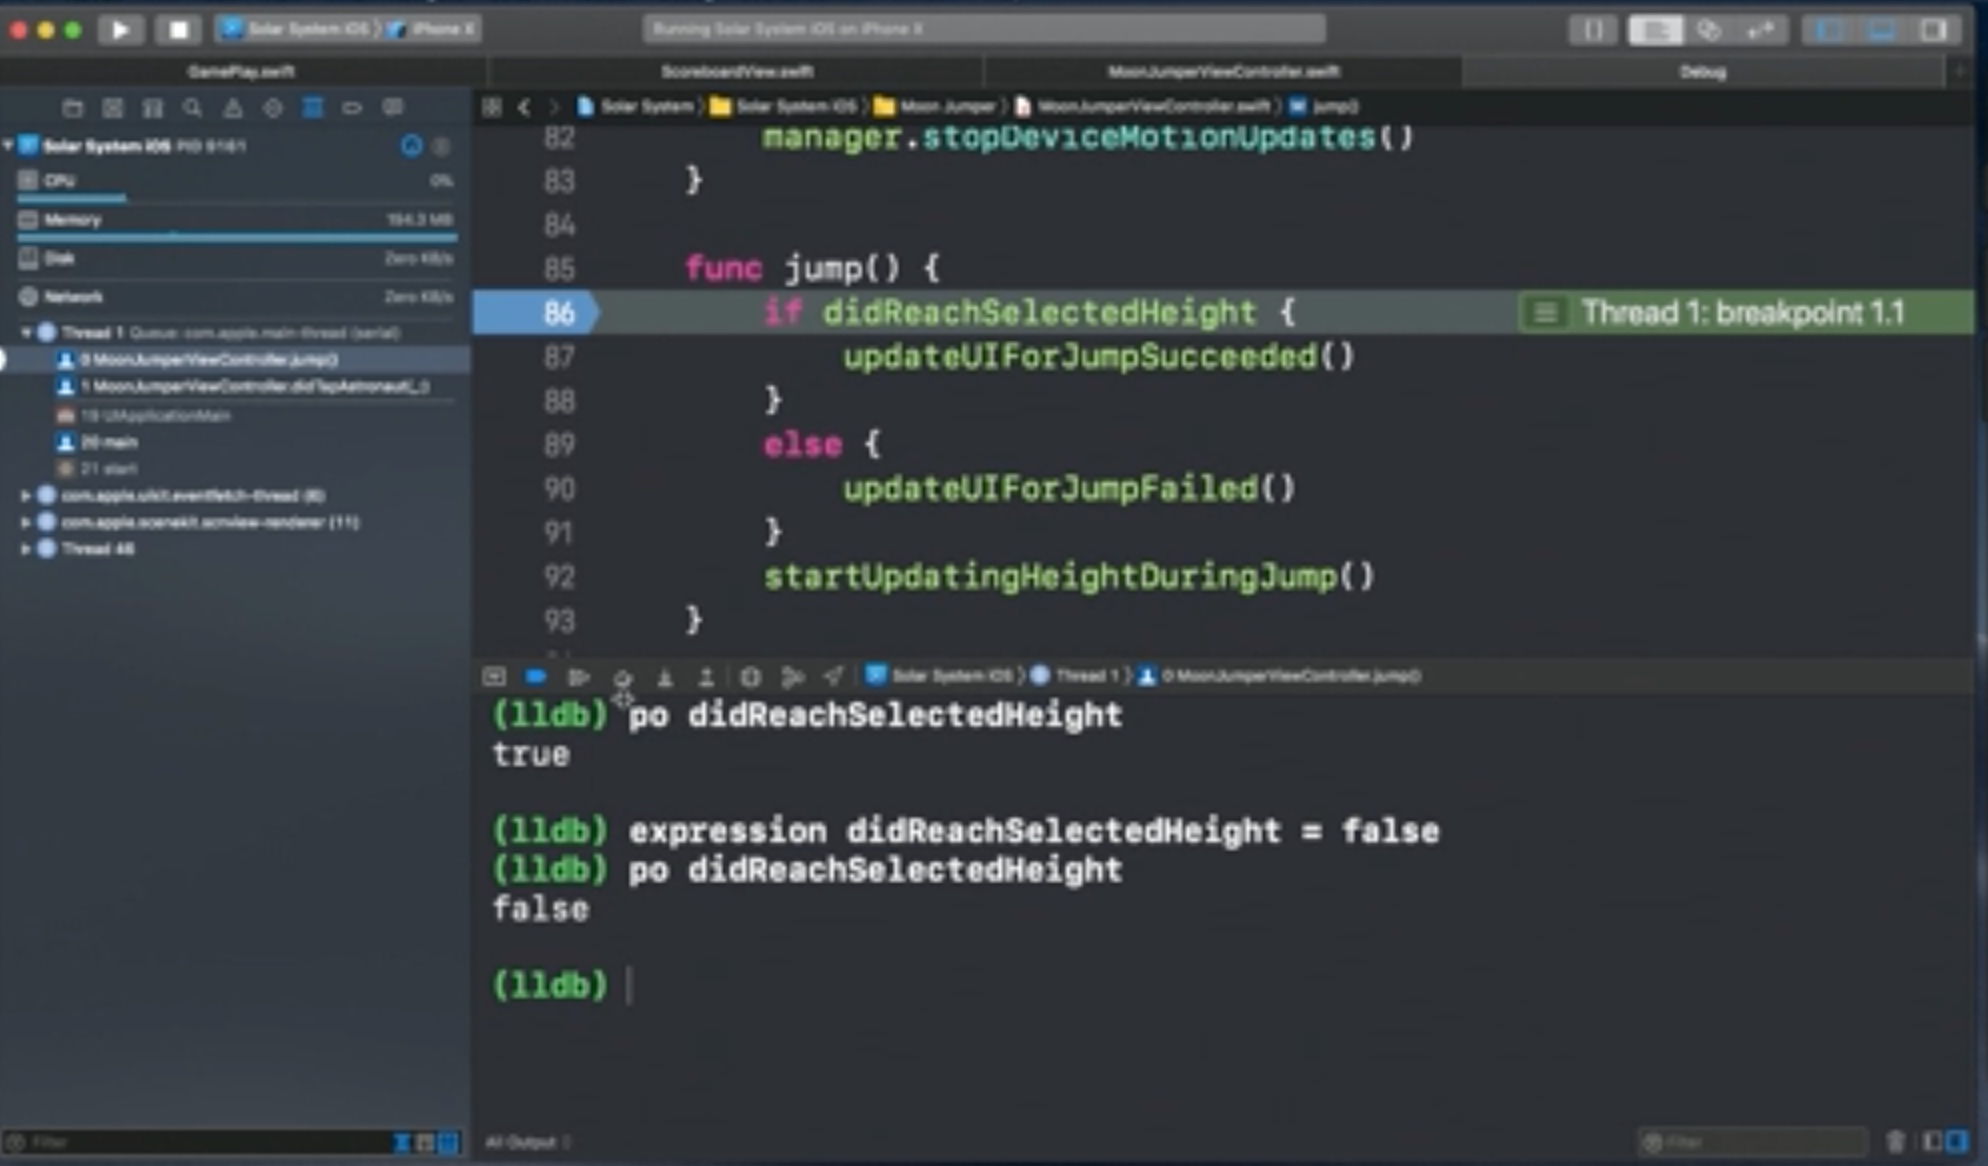 Solar System iOS iPhone X
Running Solar System iOS on iPhone X
GamePlay.swift
ScoreboardView.swift
MoonJumperViewController.swift
Debug
Solar System Solar System iOS Moon Jumper MoonJumperViewController.swift jump()
Solar System iOS PID 9161
CPU 0%
Memory 194.3 MB
Disk Zero KB/s
Network Zero KB/s
Thread 1 Queue: com.apple.main-thread (serial)
0 MoonJumperViewController.jump()
1 MoonJumperViewController.didTapAstronaut(_:)
19 UIApplicationMain
20 main
21 start
com.apple.uikit.eventfetch-thread (6)
com.apple.scenekit.scnview-renderer (11)
Thread 46
82 manager.stopDeviceMotionUpdates()
83 }
84
85 func jump() {
86 if didReachSelectedHeight { Thread 1: breakpoint 1.1
87 updateUIForJumpSucceeded()
88 }
89 else {
90 updateUIForJumpFailed()
91 }
92 startUpdatingHeightDuringJump()
93 }
Solar System iOS Thread 1 0 MoonJumperViewController.jump()
(lldb) po didReachSelectedHeight
true
(lldb) expression didReachSelectedHeight = false
(lldb) po didReachSelectedHeight
false
(lldb)
Filter
All Output
Filter